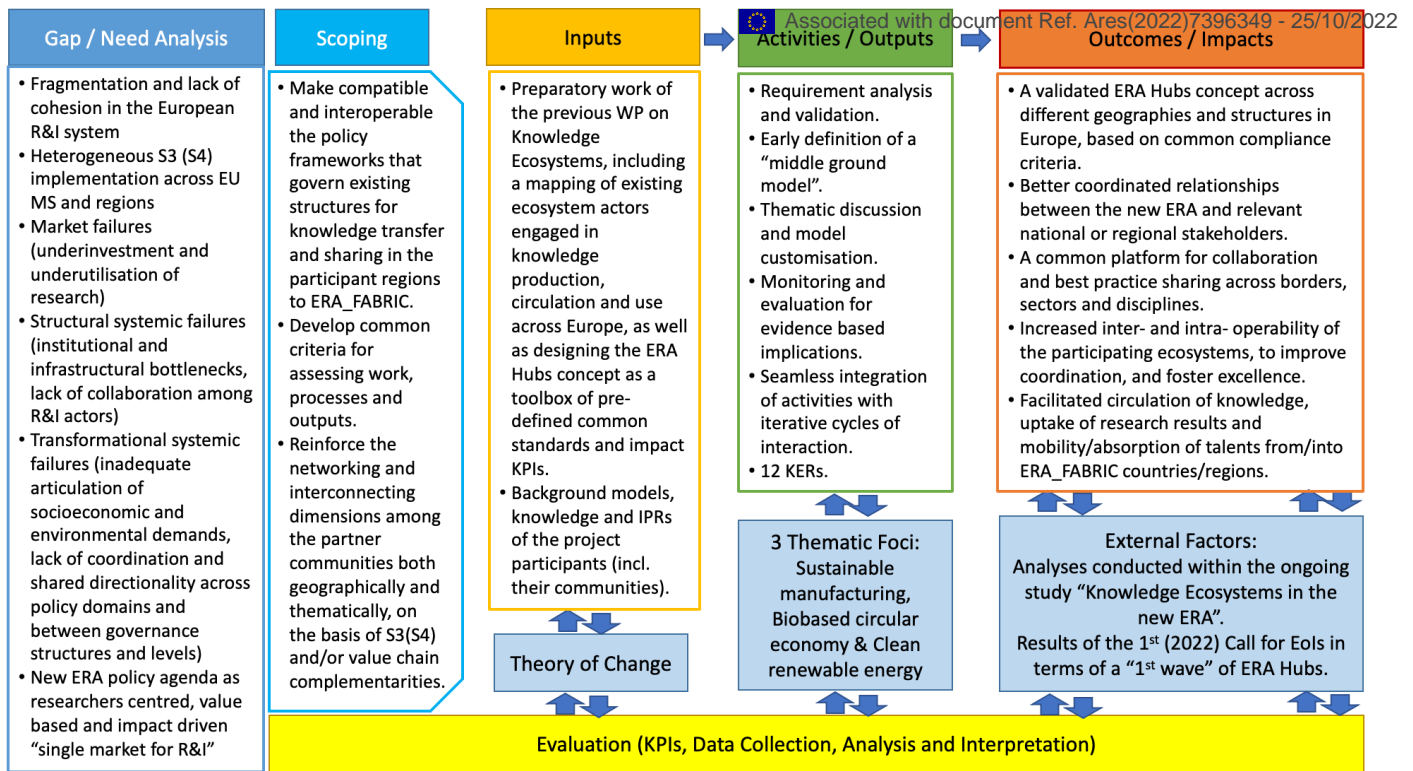 Associated with document Ref. Ares(2022)7396349 - 25/10/2022
Gap / Need Analysis
• Fragmentation and lack of
cohesion in the European
R&I system
• Heterogeneous S3 (S4)
implementation across EU
MS and regions
• Market failures
(underinvestment and
underutilisation of
research)
• Structural systemic failures
(institutional and
infrastructural bottlenecks,
lack of collaboration among
R&I actors)
• Transformational systemic
failures (inadequate
articulation of
socioeconomic and
environmental demands,
lack of coordination and
shared directionality across
policy domains and
between governance
structures and levels)
• New ERA policy agenda as
researchers centred, value
based and impact driven
“single market for R&I”
Scoping
• Make compatible
and interoperable
the policy
frameworks that
govern existing
structures for
knowledge transfer
and sharing in the
participant regions
to ERA_FABRIC.
• Develop common
criteria for
assessing work,
processes and
outputs.
• Reinforce the
networking and
interconnecting
dimensions among
the partner
communities both
geographically and
thematically, on
the basis of S3(S4)
and/or value chain
complementarities.
Inputs
• Preparatory work of
the previous WP on
Knowledge
Ecosystems, including
a mapping of existing
ecosystem actors
engaged in
knowledge
production,
circulation and use
across Europe, as well
as designing the ERA
Hubs concept as a
toolbox of pre-
defined common
standards and impact
KPIs.
• Background models,
knowledge and IPRs
of the project
participants (incl.
their communities).
Theory of Change
Activities / Outputs
• Requirement analysis
and validation.
• Early definition of a
“middle ground
model”.
• Thematic discussion
and model
customisation.
• Monitoring and
evaluation for
evidence based
implications.
• Seamless integration
of activities with
iterative cycles of
interaction.
• 12 KERs.
3 Thematic Foci:
Sustainable
manufacturing,
Biobased circular
economy & Clean
renewable energy
Outcomes / Impacts
• A validated ERA Hubs concept across
different geographies and structures in
Europe, based on common compliance
criteria.
• Better coordinated relationships
between the new ERA and relevant
national or regional stakeholders.
• A common platform for collaboration
and best practice sharing across borders,
sectors and disciplines.
• Increased inter- and intra- operability of
the participating ecosystems, to improve
coordination, and foster excellence.
• Facilitated circulation of knowledge,
uptake of research results and
mobility/absorption of talents from/into
ERA_FABRIC countries/regions.
External Factors:
Analyses conducted within the ongoing
study “Knowledge Ecosystems in the
new ERA”.
Results of the 1st (2022) Call for EoIs in
terms of a “1st wave” of ERA Hubs.
Evaluation (KPIs, Data Collection, Analysis and Interpretation)